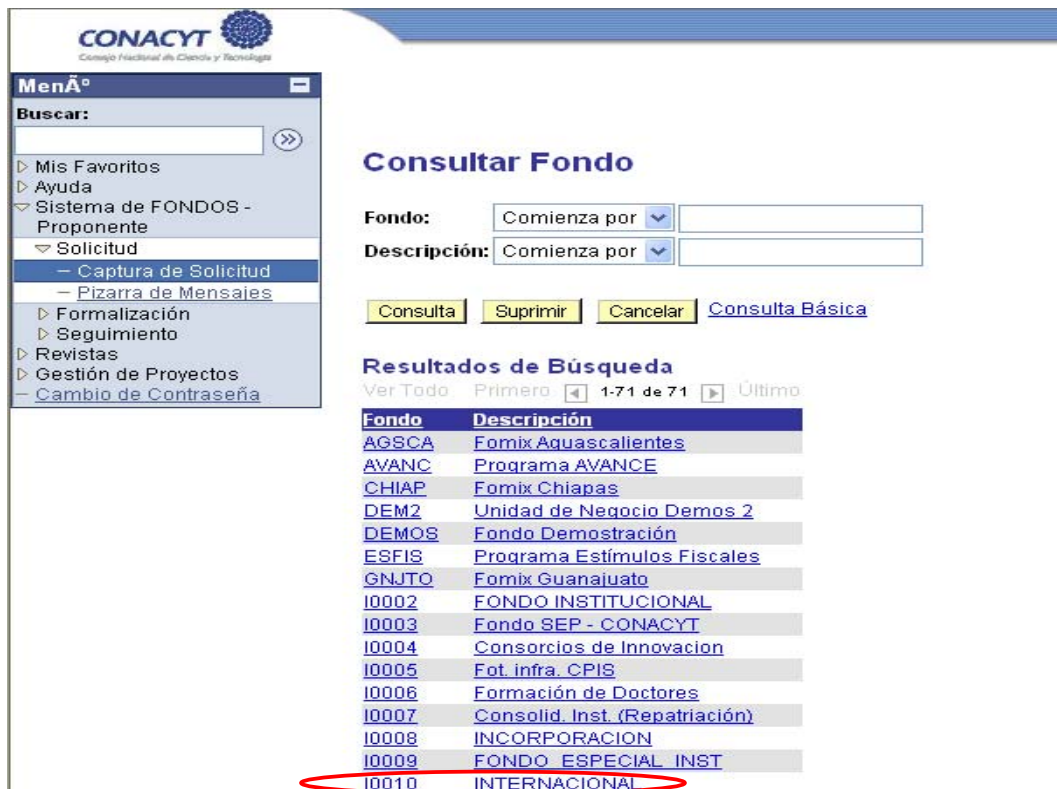 CONACYT
Consejo Nacional de Ciencia y Tecnología
MenÃº
Buscar:
Mis Favoritos
Ayuda
Sistema de FONDOS -
Proponente
Solicitud
– Captura de Solicitud
– Pizarra de Mensajes
Formalización
Seguimiento
Revistas
Gestión de Proyectos
– Cambio de Contraseña
Consultar Fondo
Fondo: Comienza por
Descripción: Comienza por
Consulta Suprimir Cancelar Consulta Básica
Resultados de Búsqueda
Ver Todo Primero 1-71 de 71 Último
Fondo Descripción
AGSCA Fomix Aguascalientes
AVANC Programa AVANCE
CHIAP Fomix Chiapas
DEM2 Unidad de Negocio Demos 2
DEMOS Fondo Demostración
ESFIS Programa Estímulos Fiscales
GNJTO Fomix Guanajuato
I0002 FONDO INSTITUCIONAL
I0003 Fondo SEP - CONACYT
I0004 Consorcios de Innovacion
I0005 Fot. infra. CPIS
I0006 Formación de Doctores
I0007 Consolid. Inst. (Repatriación)
I0008 INCORPORACION
I0009 FONDO ESPECIAL INST
I0010 INTERNACIONAL